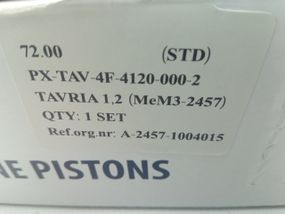 72.00 (STD)
PX-TAV-4F-4120-000-2
TAVRIA 1,2 (MeM3-2457)
QTY: 1 SET
Ref.org.nr: A-2457-1004015
NE PISTONS